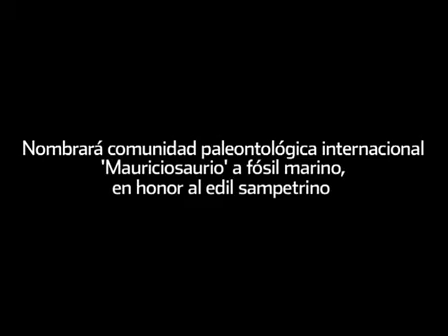 Nombrará comunidad paleontológica internacional
'Mauriciosaurio' a fósil marino,
en honor al edil sampetrino